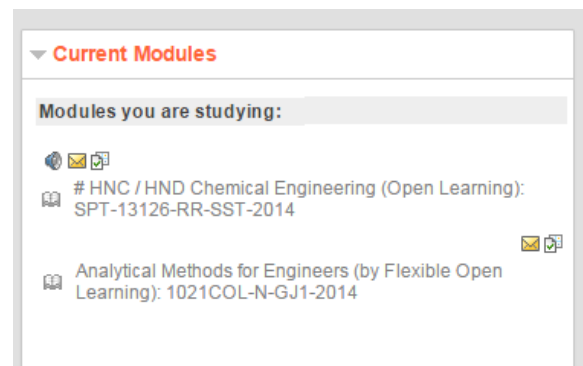 Current Modules
Modules you are studying:
# HNC / HND Chemical Engineering (Open Learning):
SPT-13126-RR-SST-2014
Analytical Methods for Engineers (by Flexible Open
Learning): 1021COL-N-GJ1-2014